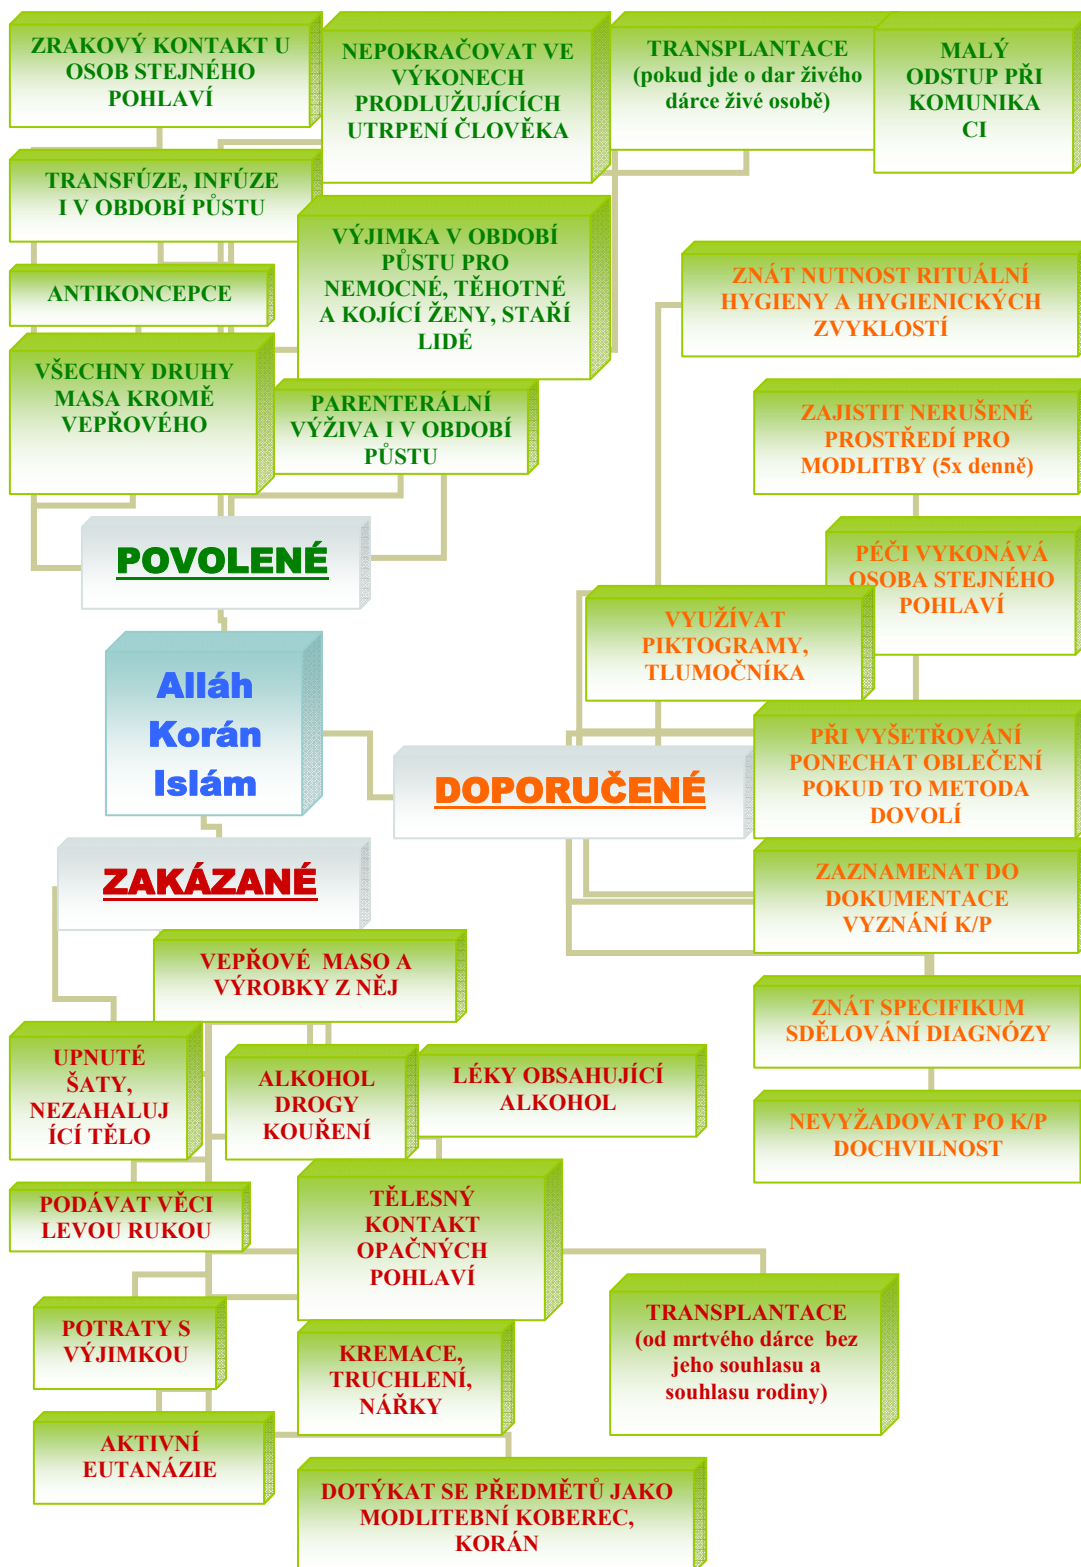 ZRAKOVÝ KONTAKT U
OSOB STEJNÉHO
POHLAVÍ
NEPOKRAČOVAT VE
VÝKONECH
PRODLUŽUJÍCÍCH
UTRPENÍ ČLOVĚKA
TRANSPLANTACE
(pokud jde o dar živého
dárce živé osobě)
MALÝ
ODSTUP PŘI
KOMUNIKA
CI
TRANSFÚZE, INFÚZE
I V OBDOBÍ PŮSTU
VÝJIMKA V OBDOBÍ
PŮSTU PRO
NEMOCNÉ, TĚHOTNÉ
A KOJÍCÍ ŽENY, STAŘÍ
LIDÉ
ANTIKONCEPCE
VŠECHNY DRUHY
MASA KROMĚ
VEPŘOVÉHO
PARENTERÁLNÍ
VÝŽIVA I V OBDOBÍ
PŮSTU
POVOLENÉ
ZNÁT NUTNOST RITUÁLNÍ
HYGIENY A HYGIENICKÝCH
ZVYKLOSTÍ
ZAJISTIT NERUŠENÉ
PROSTŘEDÍ PRO
MODLITBY (5x denně)
PÉČI VYKONÁVÁ
OSOBA STEJNÉHO
POHLAVÍ
VYUŽÍVAT
PIKTOGRAMY,
TLUMOČNÍKA
Alláh
Korán
Islám
DOPORUČENÉ
PŘI VYŠETŘOVÁNÍ
PONECHAT OBLEČENÍ
POKUD TO METODA
DOVOLÍ
ZAZNAMENAT DO
DOKUMENTACE
VYZNÁNÍ K/P
ZNÁT SPECIFIKUM
SDĚLOVÁNÍ DIAGNÓZY
NEVYŽADOVAT PO K/P
DOCHVILNOST
ZAKÁZANÉ
VEPŘOVÉ MASO A
VÝROBKY Z NĚJ
UPNUTÉ
ŠATY,
NEZAHALUJ
ÍCÍ TĚLO
ALKOHOL
DROGY
KOUŘENÍ
LÉKY OBSAHUJÍCÍ
ALKOHOL
PODÁVAT VĚCI
LEVOU RUKOU
TĚLESNÝ
KONTAKT
OPAČNÝCH
POHLAVÍ
POTRATY S
VÝJIMKOU
KREMACE,
TRUCHLENÍ,
NÁŘKY
TRANSPLANTACE
(od mrtvého dárce bez
jeho souhlasu a
souhlasu rodiny)
AKTIVNÍ
EUTANÁZIE
DOTÝKAT SE PŘEDMĚTŮ JAKO
MODLITEBNÍ KOBEREC,
KORÁN